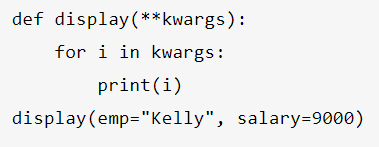 def display(**kwargs):
    for i in kwargs:
        print(i)
display(emp="Kelly", salary=9000)